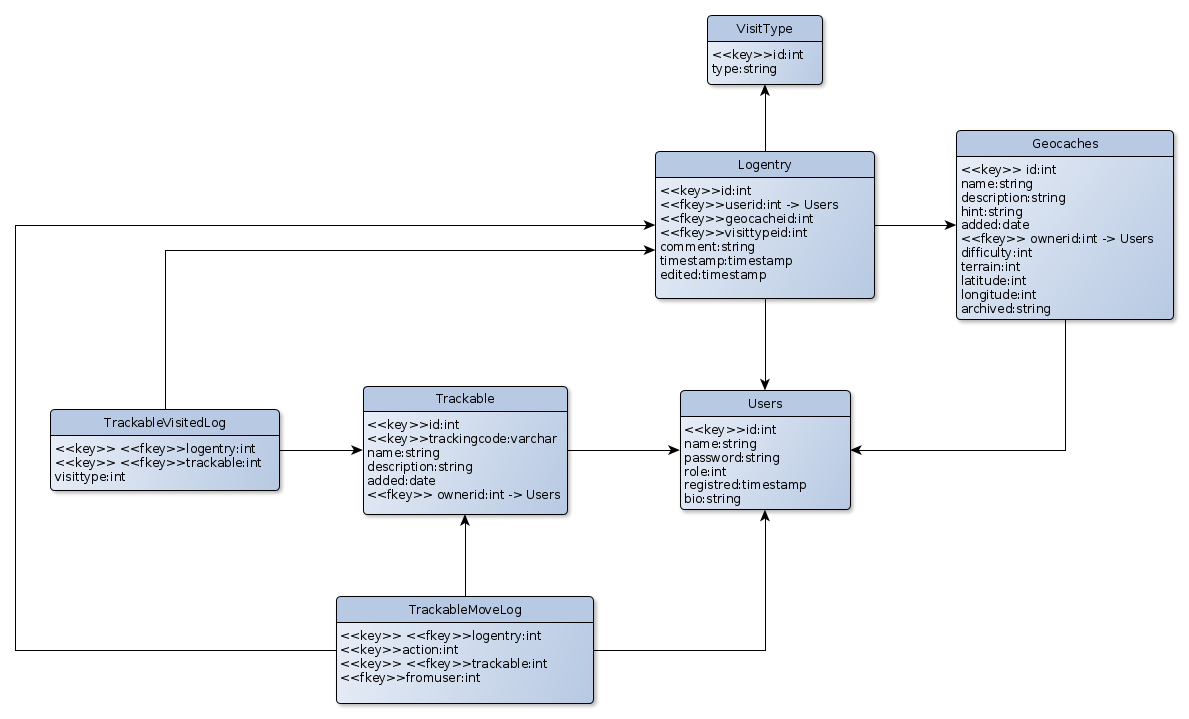 VisitType
<<key>>id:int
type:string
Geocaches
<<key>> id:int
name:string
description:string
hint:string
added:date
<<fkey>> ownerid:int -> Users
difficulty:int
terrain:int
latitude:int
longitude:int
archived:string
Logentry
<<key>>id:int
<<fkey>>userid:int -> Users
<<fkey>>geocacheid:int
<<fkey>>visittypeid:int
comment:string
timestamp:timestamp
edited:timestamp
TrackableVisitedLog
<<key>> <<fkey>>logentry:int
<<key>> <<fkey>>trackable:int
visittype:int
Trackable
<<key>>id:int
<<key>>trackingcode:varchar
name:string
description:string
added:date
<<fkey>> ownerid:int -> Users
Users
<<key>>id:int
name:string
password:string
role:int
registred:timestamp
bio:string
TrackableMoveLog
<<key>> <<fkey>>logentry:int
<<key>>action:int
<<key>> <<fkey>>trackable:int
<<fkey>>fromuser:int